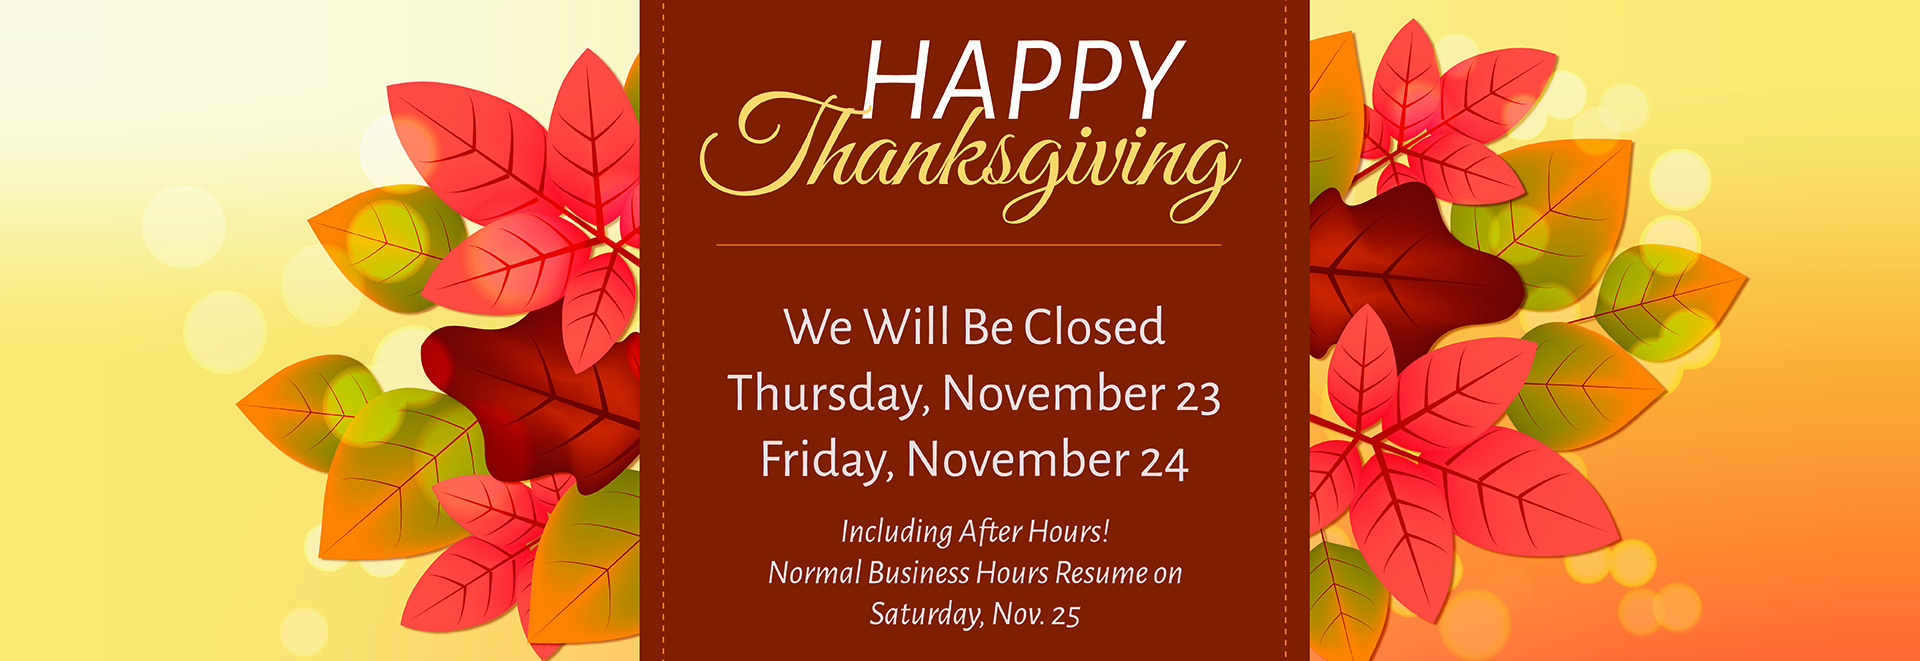 HAPPY
Thanksgiving
We Will Be Closed
Thursday, November 23
Friday, November 24
Including After Hours!
Normal Business Hours Resume on
Saturday, Nov. 25